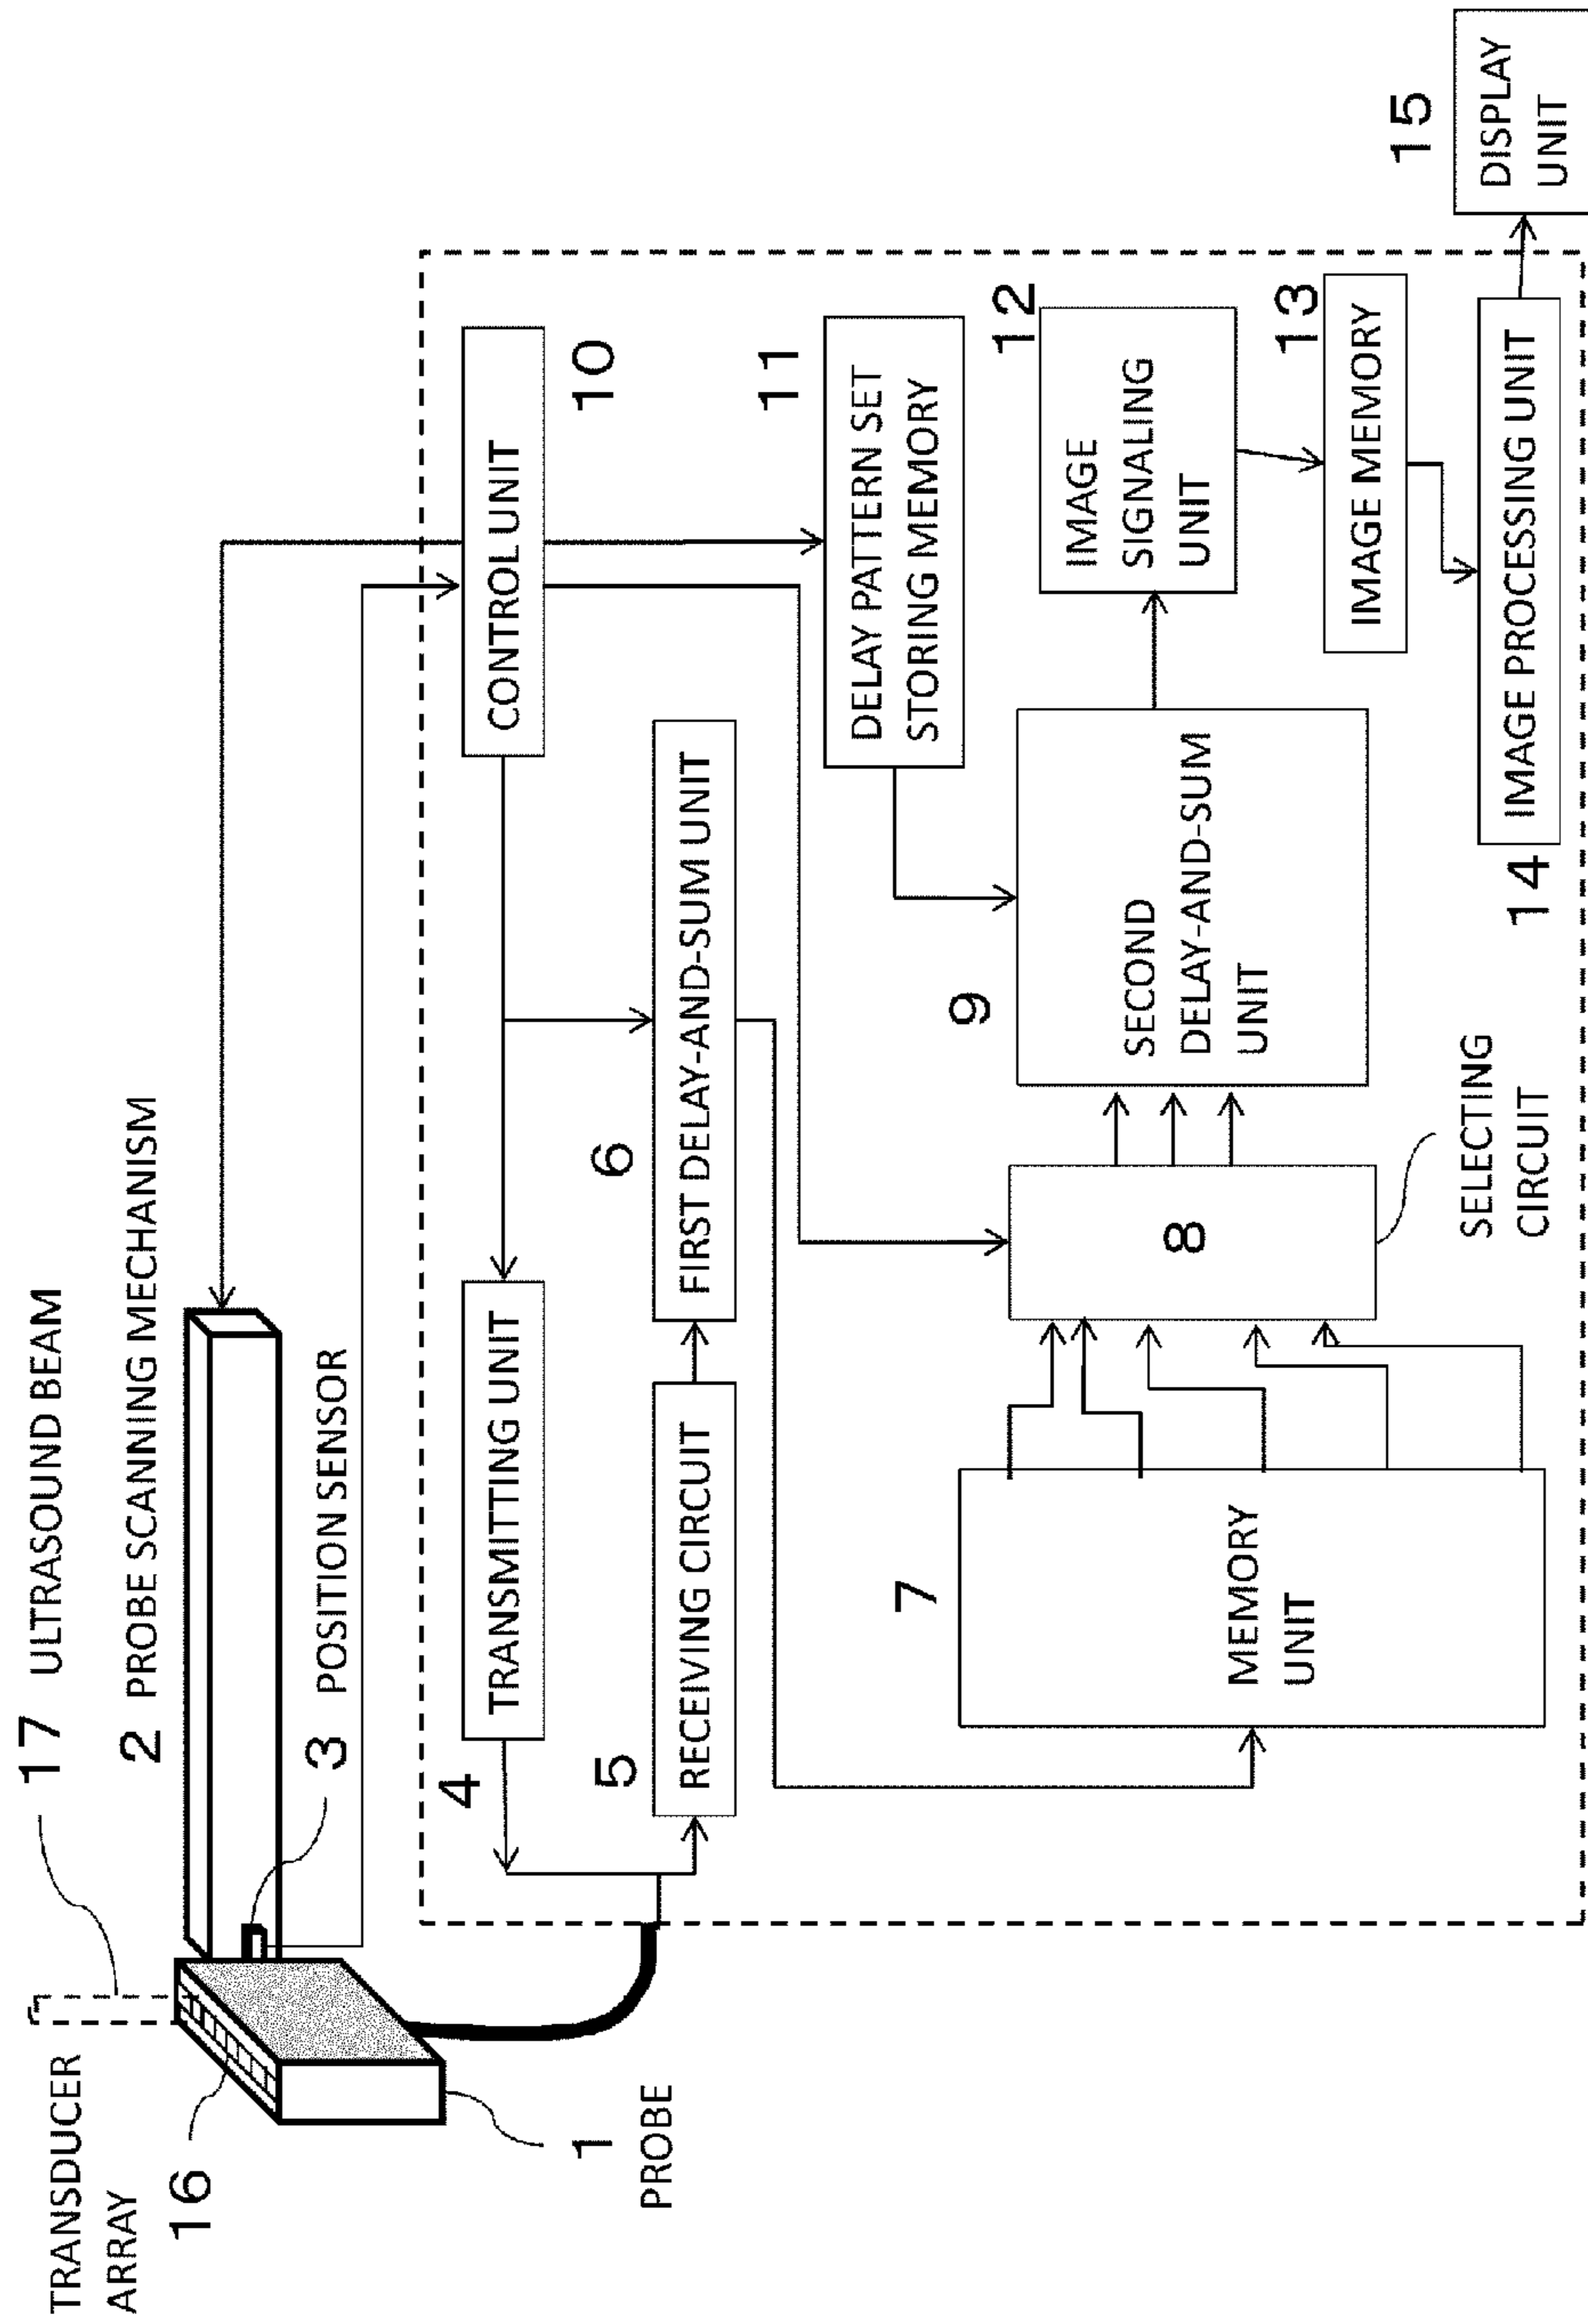 17 ULTRASOUND BEAM
2 PROBE SCANNING MECHANISM
3 POSITION SENSOR
TRANSDUCER
ARRAY
16
1
PROBE
4
TRANSMITTING UNIT
CONTROL UNIT
10
5
RECEIVING CIRCUIT
6
FIRST DELAY-AND-SUM UNIT
11
DELAY PATTERN SET
STORING MEMORY
7
MEMORY
UNIT
8
SELECTING
CIRCUIT
9
SECOND
DELAY-AND-SUM
UNIT
12
IMAGE
SIGNALING
UNIT
13
IMAGE MEMORY
14
IMAGE PROCESSING UNIT
15
DISPLAY
UNIT